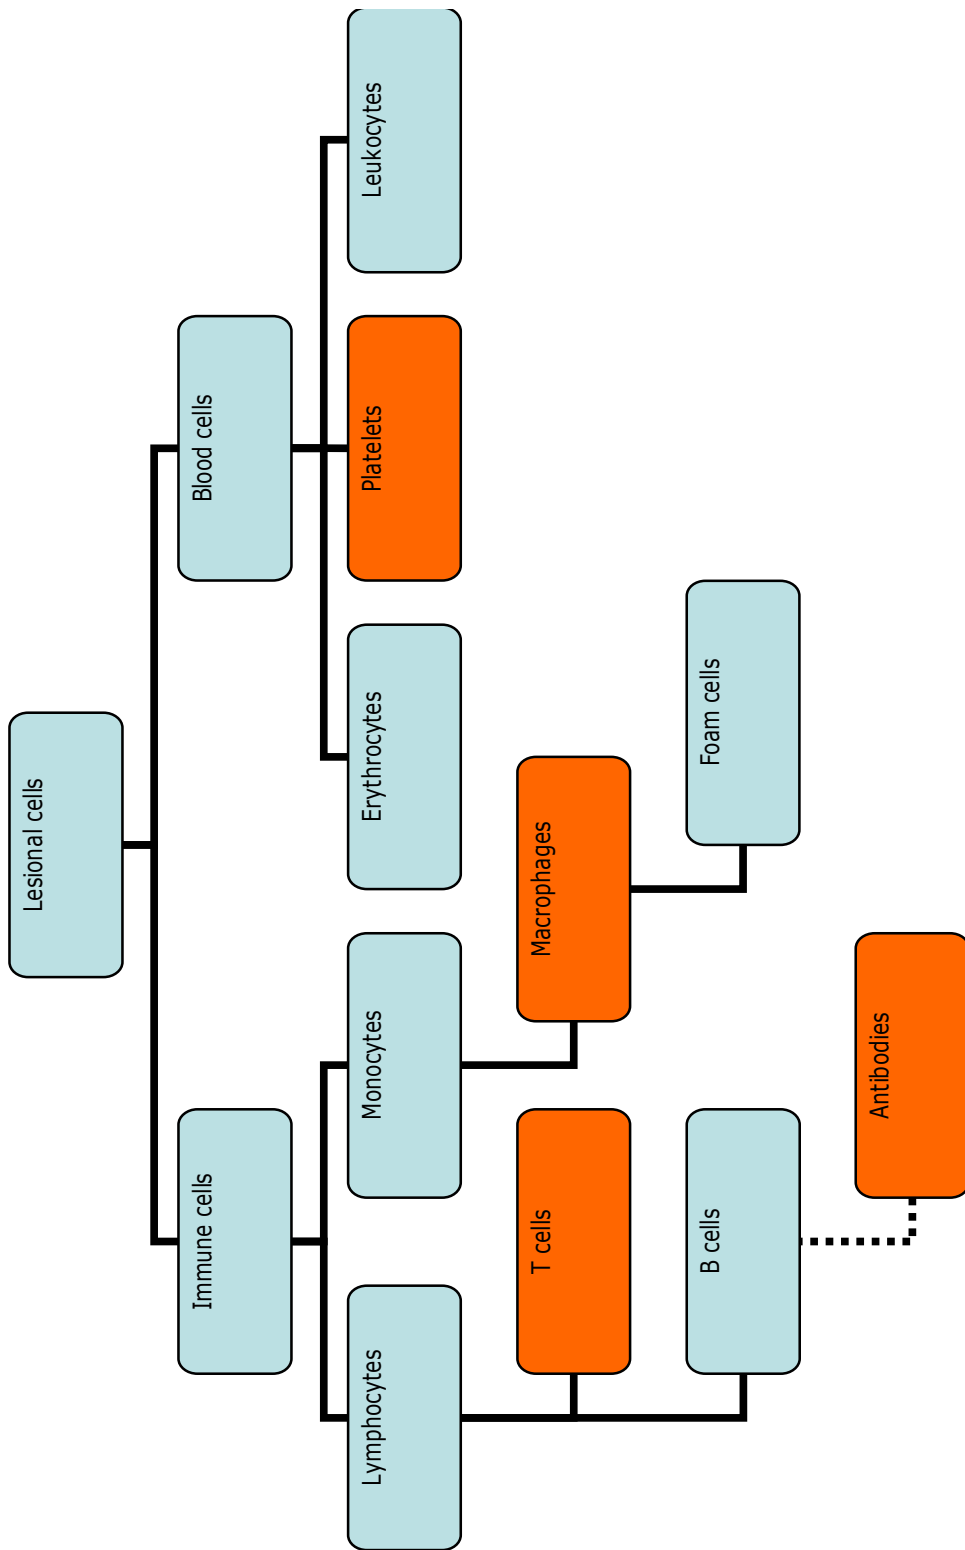 Lesional cells
Immune cells
Blood cells
Lymphocytes
Monocytes
Erythrocytes
Platelets
Leukocytes
T cells
Macrophages
B cells
Foam cells
Antibodies